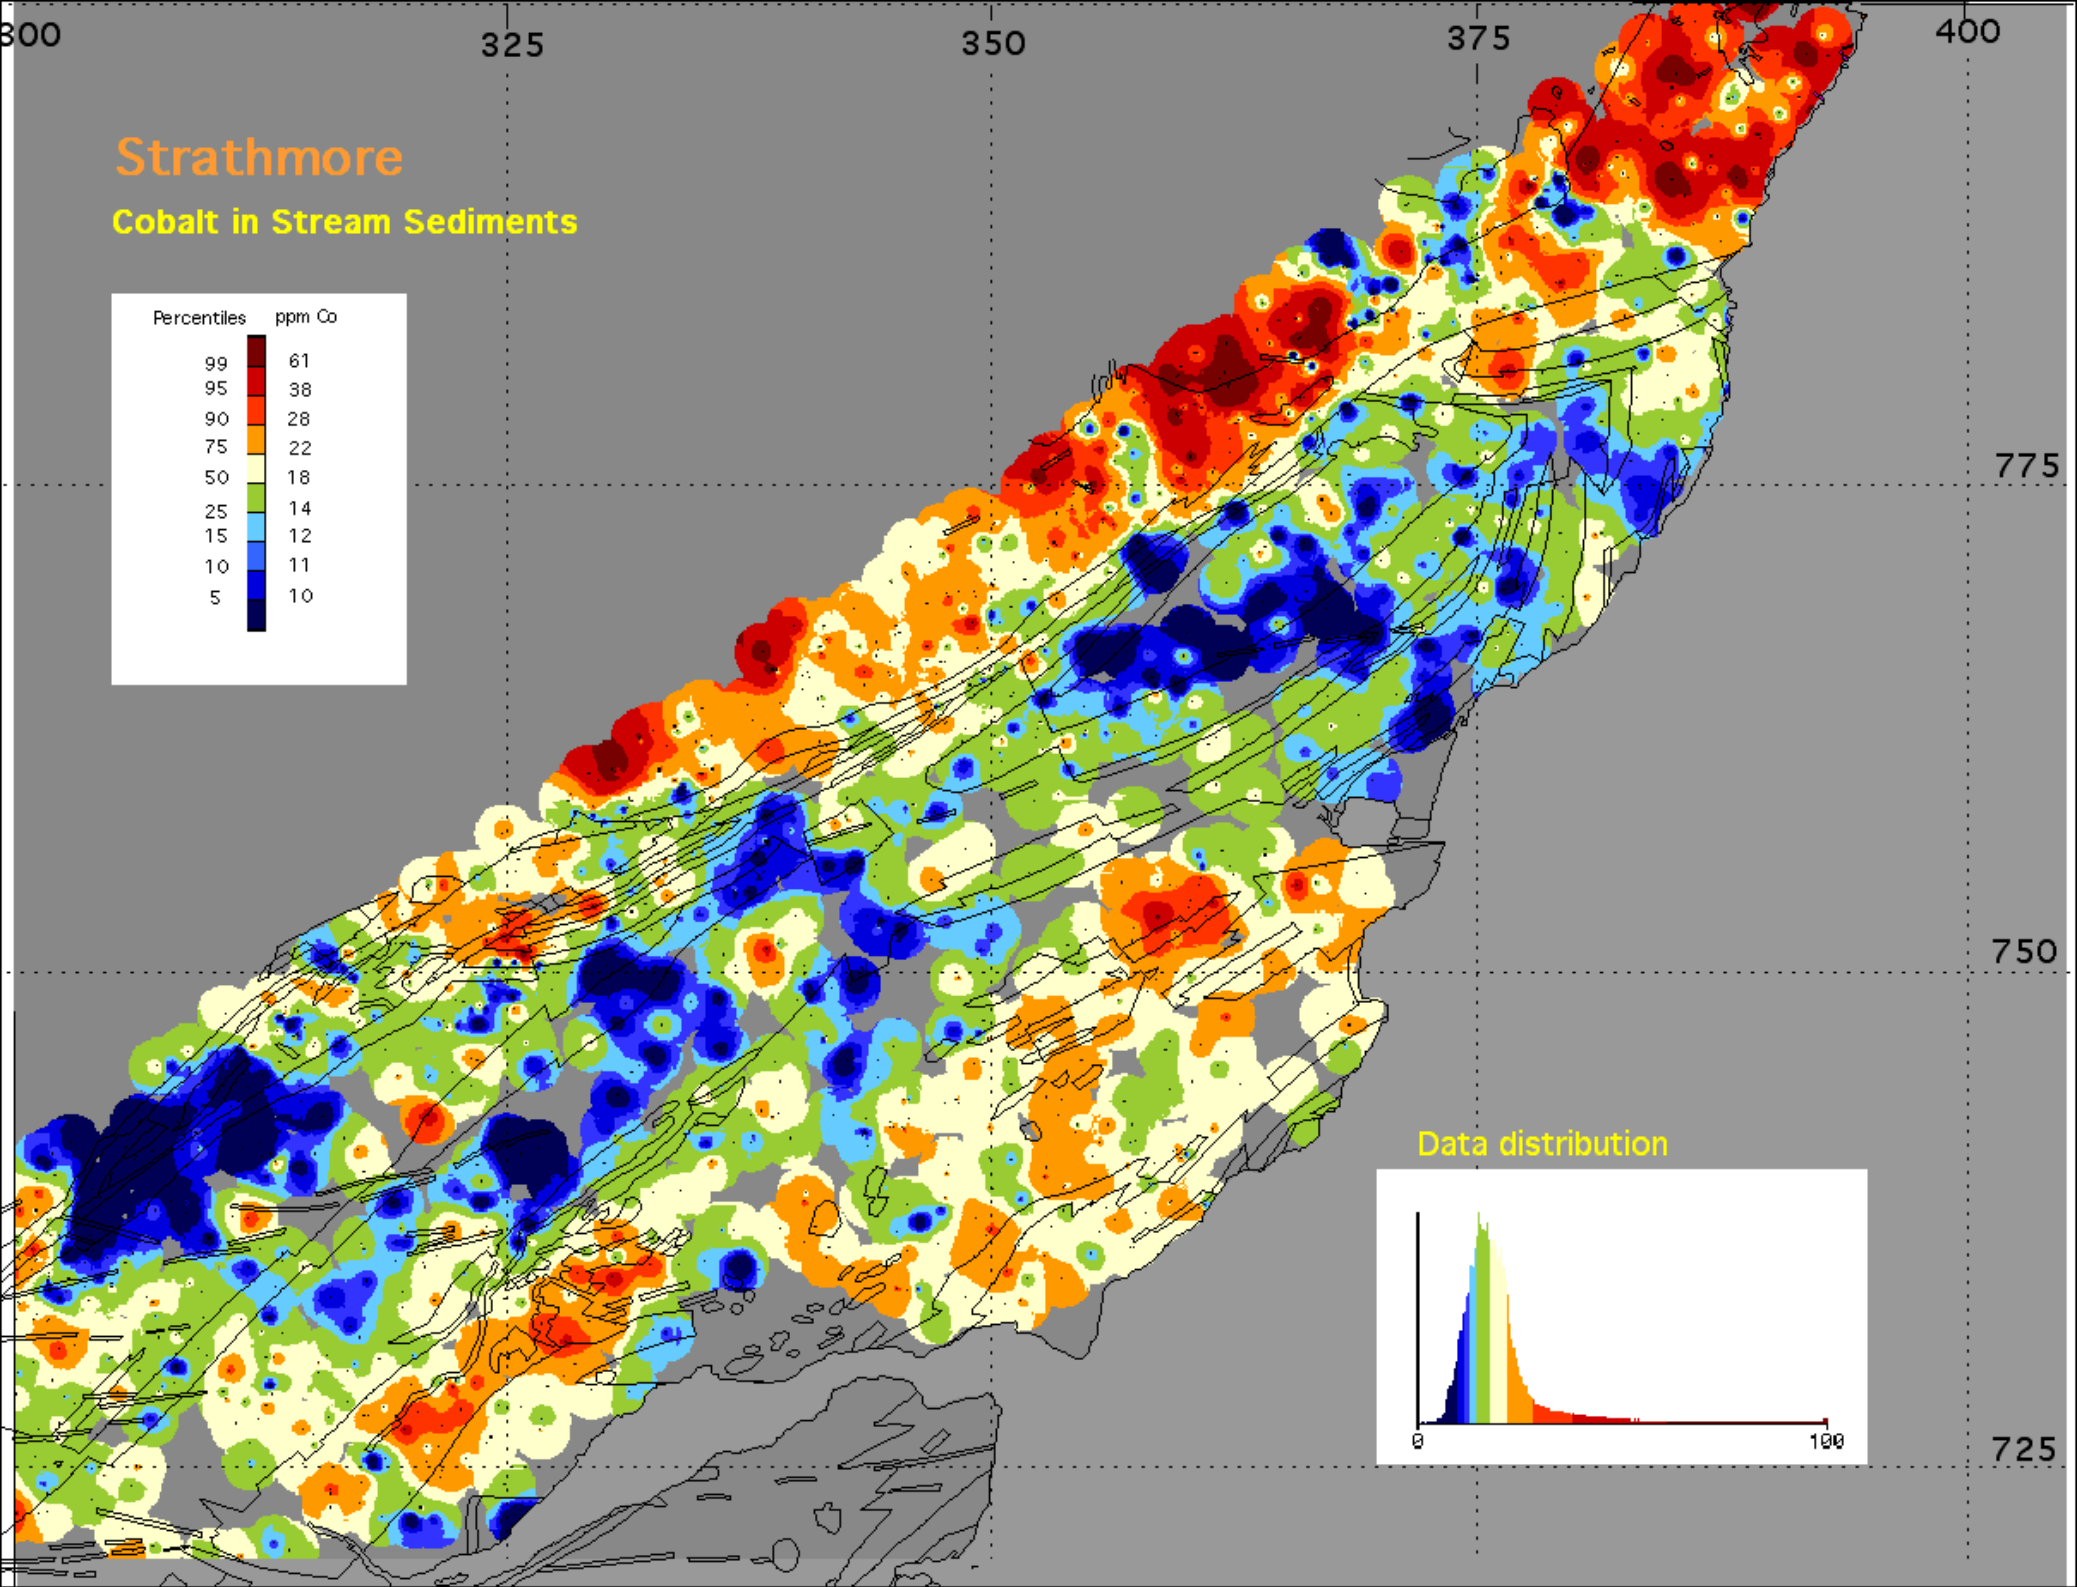 300 325 350 375 400
Strathmore
Cobalt in Stream Sediments
Percentiles ppm Co
99 61
95 38
90 28
75 22
50 18
25 14
15 12
10 11
5 10
775
750
725
Data distribution
0 100